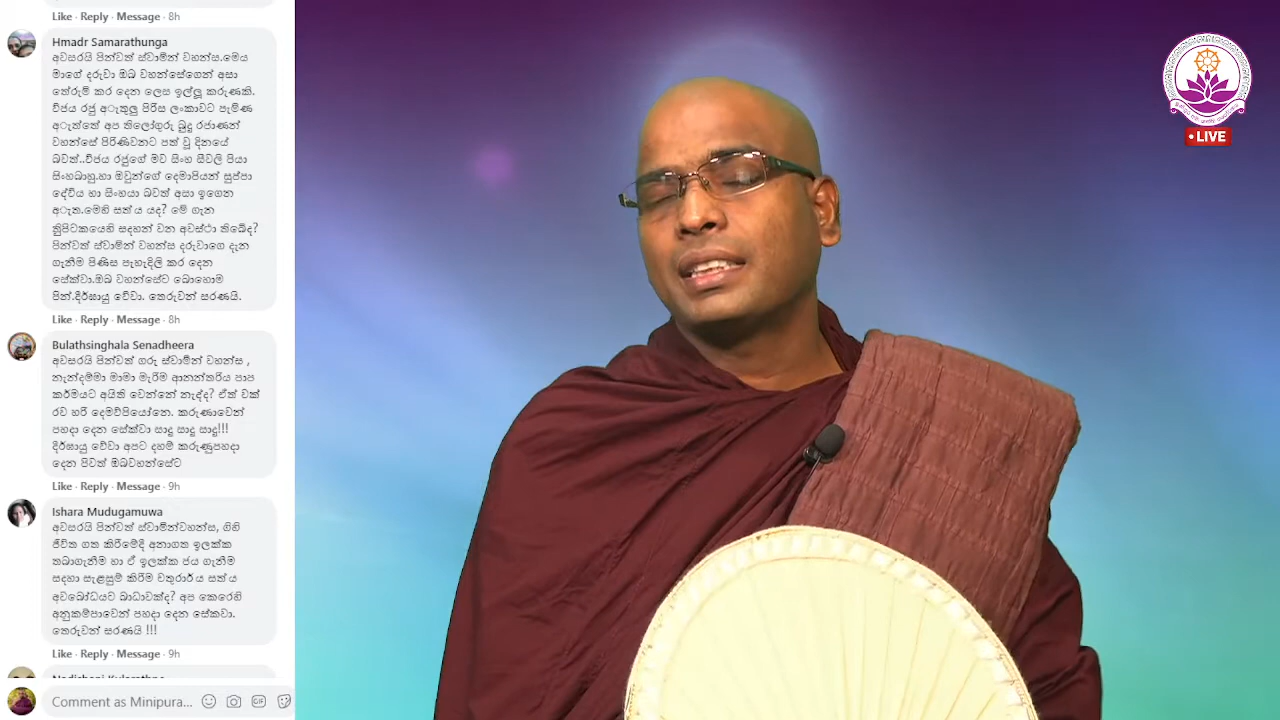 Like · Reply · Message · 8h
Hmadr Samarathunga
අවසරයි පින්වත් ස්වාමීන් වහන්ස.මෙය
මාගේ දරුවා ඔබ වහන්සේගෙන් අසා
තේරුම් කර දෙන ලෙස ඉල්ලූ කරුණකි.
විජය රජු අැතුලු පිරිස ලංකාවට පැමිණ
අැත්තේ අප තිලෝගුරු බුදු රජාණන්
වහන්සේ පිරිණිවනට පත් වූ දිනයේ
බවත්..විජය රජුගේ මව සිංහ සීවලි පියා
සිංහබාහු.හා ඔවුන්ගේ දෙමාපියන් සුප්පා
දේවිය හා සිංහයා බවත් අසා ඉගෙන
අැත.මෙහි සත්‍ය යද? මේ ගැන
ත්‍රිපිටකයෙහි සඳහන් වන අවස්ථා තිබේද?
පින්වත් ස්වාමීන් වහන්ස දරුවාගෙ දැන
ගැනීම පිණිස පැහැදිලි කර දෙන
සේක්වා.ඔබ වහන්සේට බොහොම
පින්.දීර්ඝායු වේවා. තෙරුවන් සරණයි.
Like · Reply · Message · 8h
Bulathsinghala Senadheera
අවසරයි පින්වත් ගරු ස්වාමීන් වහන්ස ,
නැන්දම්මා මාමා මැරීම ආනන්තරිය පාප
කර්මයට අයිති වෙන්නේ නැද්ද? ඒත් වක්
රව හරි දෙමව්පියෝනෙ. කරුණාවෙන්
පහදා දෙන සේක්වා සාදු සාදු සාදු!!!
දීර්ඝායු වේවා අපට දහම් කරුණුපහදා
දෙන පිවත් ඔබවහන්සේට
Like · Reply · Message · 9h
Ishara Mudugamuwa
අවසරයි පින්වත් ස්වාමීන්වහන්ස, ගිහි
ජීවිත ගත කිරීමේදී අනාගත ඉලක්ක
තබාගැනීම හා ඒ ඉලක්ක ජය ගැනීම
සදහා සැළසුම් කිරීම චතුරාර්ය සත්‍ය
අවබෝධයට බාධාවක්ද? අප කෙරෙහි
අනුකම්පාවෙන් පහදා දෙන සේක්වා.
තෙරුවන් සරණයි !!!
Like · Reply · Message · 9h
Comment as Minipura...
GIF
LIVE